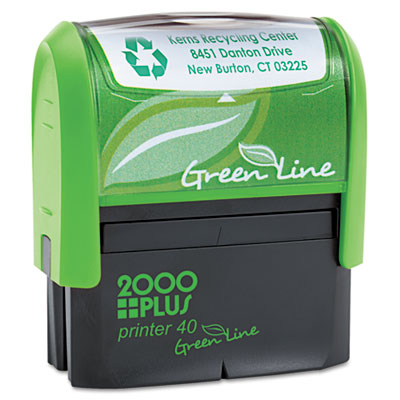 Kerns Recycling Center
8451 Danton Drive
New Burton, CT 03225
Green Line
2000
PLUS
printer 40
Green Line